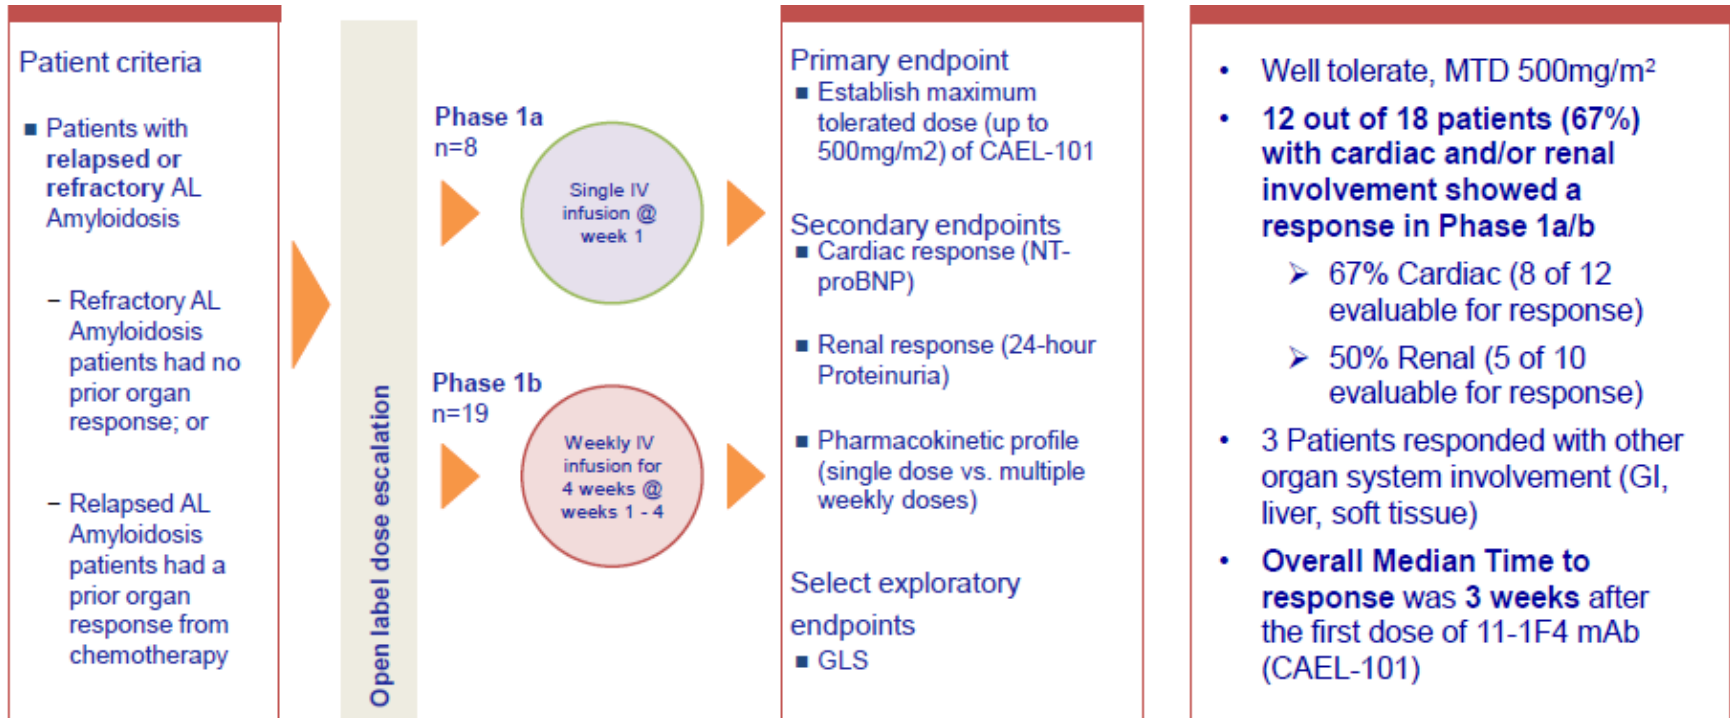 Patient criteria
■ Patients with
relapsed or
refractory AL
Amyloidosis
− Refractory AL
Amyloidosis
patients had no
prior organ
response; or
− Relapsed AL
Amyloidosis
patients had a
prior organ
response from
chemotherapy
Open label dose escalation
Phase 1a
n=8
Single IV
infusion @
week 1
Phase 1b
n=19
Weekly IV
infusion for
4 weeks @
weeks 1 - 4
Primary endpoint
■ Establish maximum
tolerated dose (up to
500mg/m2) of CAEL-101
Secondary endpoints
■ Cardiac response (NT-
proBNP)
■ Renal response (24-hour
Proteinuria)
■ Pharmacokinetic profile
(single dose vs. multiple
weekly doses)
Select exploratory
endpoints
■ GLS
• Well tolerate, MTD 500mg/m²
• 12 out of 18 patients (67%)
with cardiac and/or renal
involvement showed a
response in Phase 1a/b
➢ 67% Cardiac (8 of 12
evaluable for response)
➢ 50% Renal (5 of 10
evaluable for response)
• 3 Patients responded with other
organ system involvement (GI,
liver, soft tissue)
• Overall Median Time to
response was 3 weeks after
the first dose of 11-1F4 mAb
(CAEL-101)